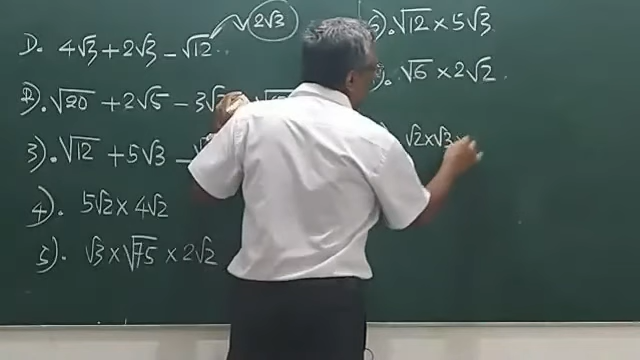 1). 4√3 + 2√3 – √12 2√3
2). √20 + 2√5 – 3√
3). √12 + 5√3 –
4). 5√2 × 4√2
5). √3 × √75 × 2√2
6). √12 × 5√3
). √6 × 2√2
√2×√3×